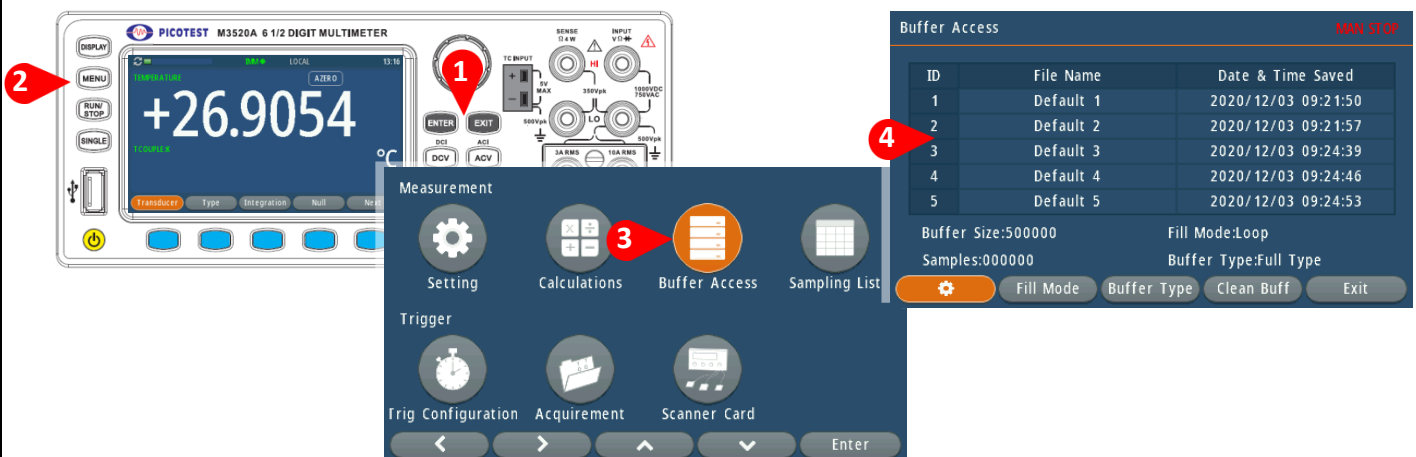 PICOTEST M3520A 6 1/2 DIGIT MULTIMETER
DISPLAY
MENU
RUN/
STOP
SINGLE
2
IMM
LOCAL
13:16
TEMPERATURE
AZERO
+26.9054
°C
TCOUPLE:K
Transducer
Type
Integration
Null
Next
1
ENTER
EXIT
DCI
ACI
DCV
ACV
TC INPUT
+
−
5V
MAX
500Vpk
SENSE
Ω 4 W
INPUT
V Ω
HI
350Vpk
1000VDC
750VAC
LO
500Vpk
3A RMS
10A RMS
Measurement
3
Setting
Calculations
Buffer Access
Sampling List
Trigger
Trig Configuration
Acquirement
Scanner Card
Enter
Buffer Access
MAN STOP
4
ID File Name Date & Time Saved
1 Default 1 2020/12/03 09:21:50
2 Default 2 2020/12/03 09:21:57
3 Default 3 2020/12/03 09:24:39
4 Default 4 2020/12/03 09:24:46
5 Default 5 2020/12/03 09:24:53
Buffer Size:500000 Fill Mode:Loop
Samples:000000 Buffer Type:Full Type
Fill Mode Buffer Type Clean Buff Exit